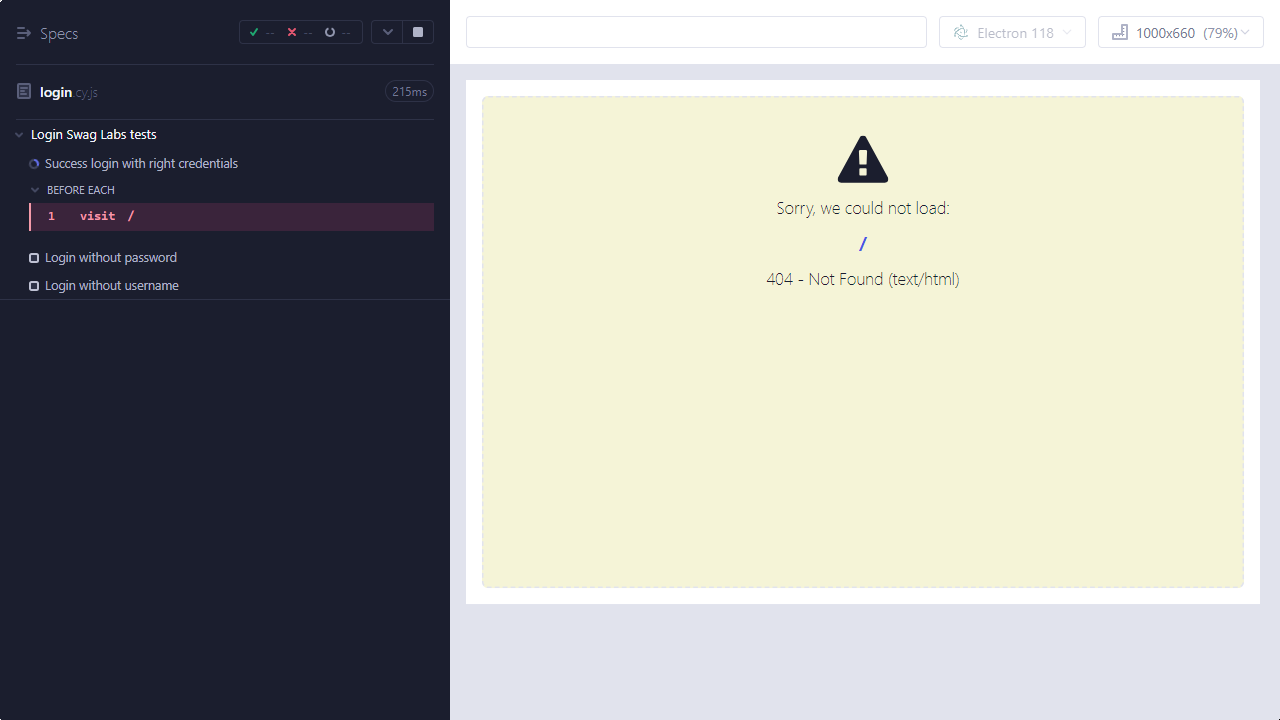 Specs
-- -- --
login.cy.js
215ms
Login Swag Labs tests
Success login with right credentials
BEFORE EACH
1 visit /
Login without password
Login without username
Electron 118
1000x660 (79%)
Sorry, we could not load:
/
404 - Not Found (text/html)